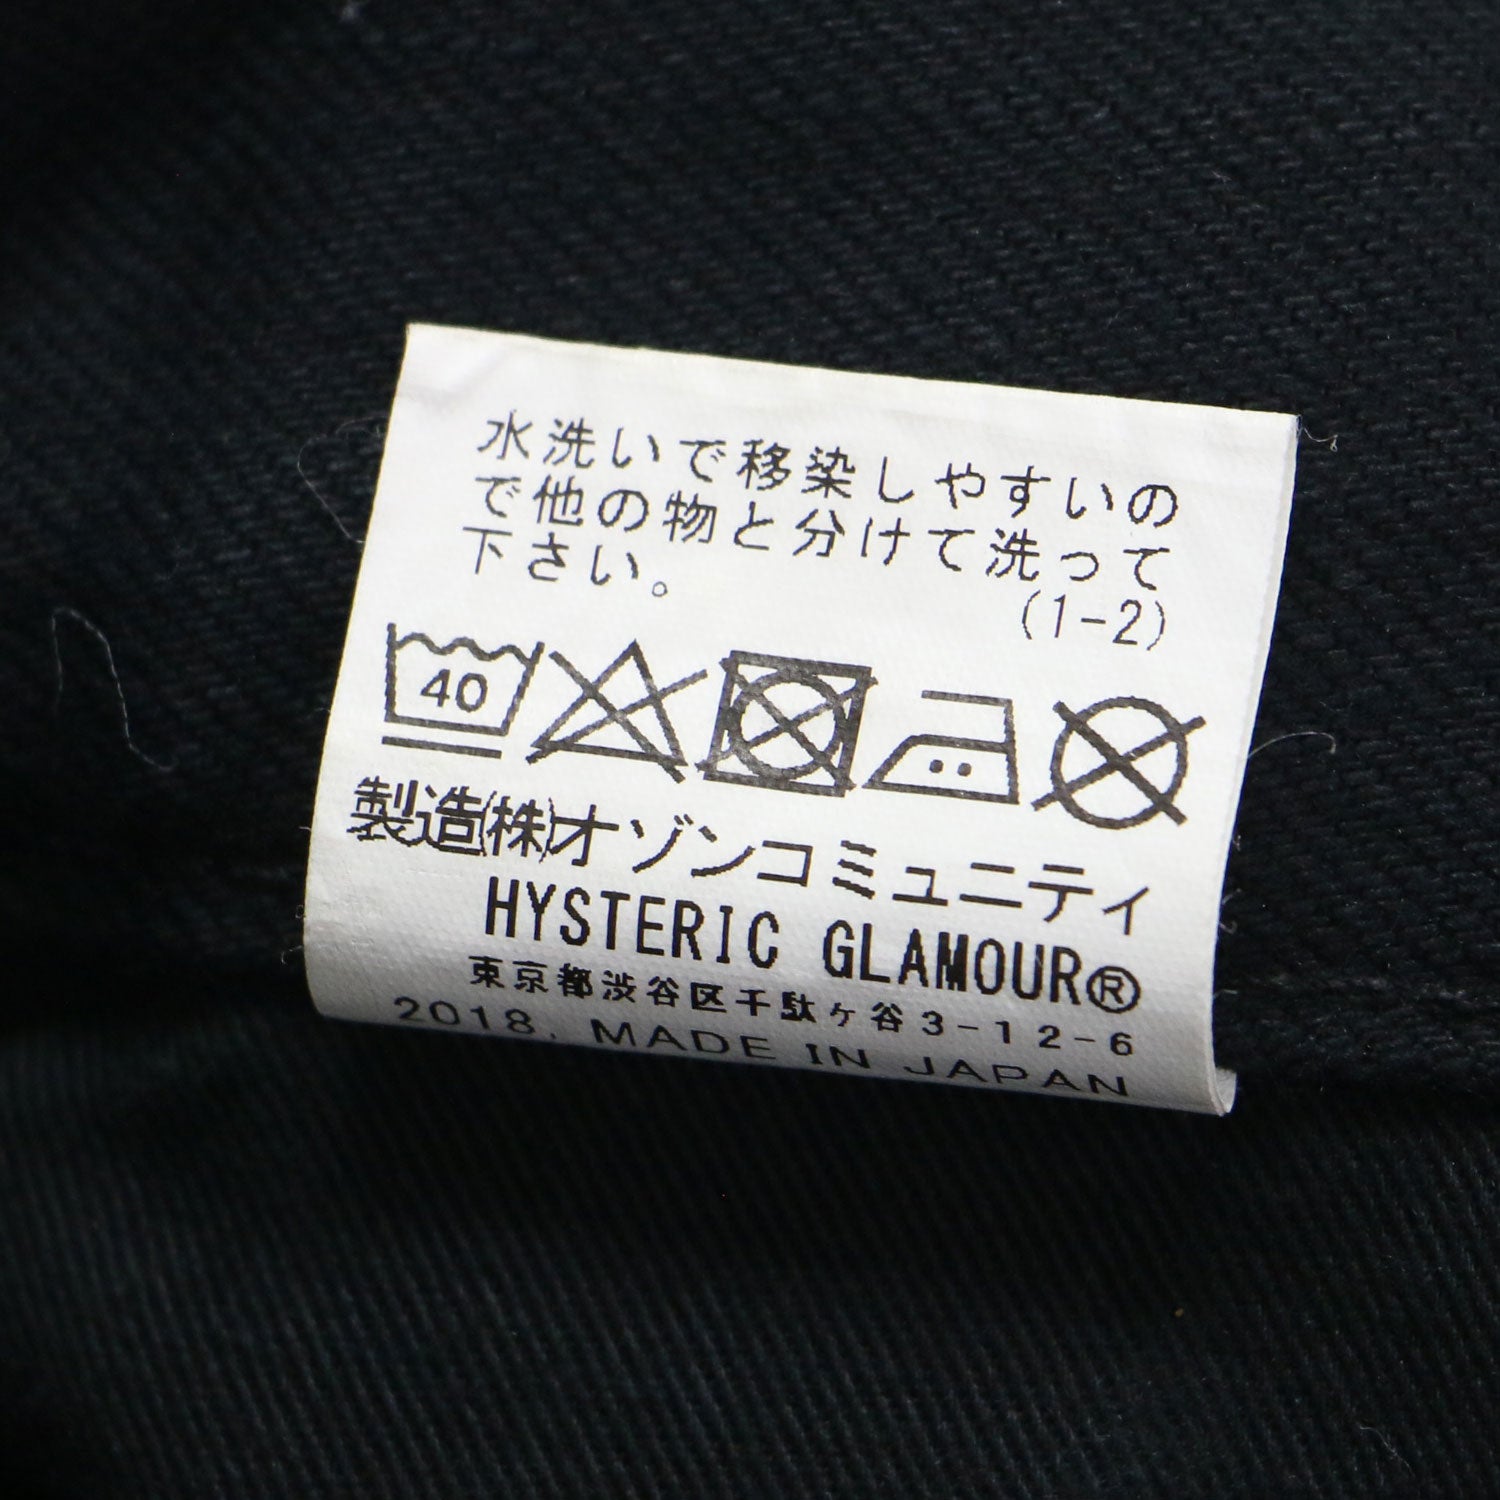 水洗いで移染しやすいの
で他の物と分けて洗って
下さい。
(1-2)
40
製造㈱オゾンコミュニティ
HYSTERIC GLAMOUR®
東京都渋谷区千駄ケ谷3-12-6
2018. MADE IN JAPAN